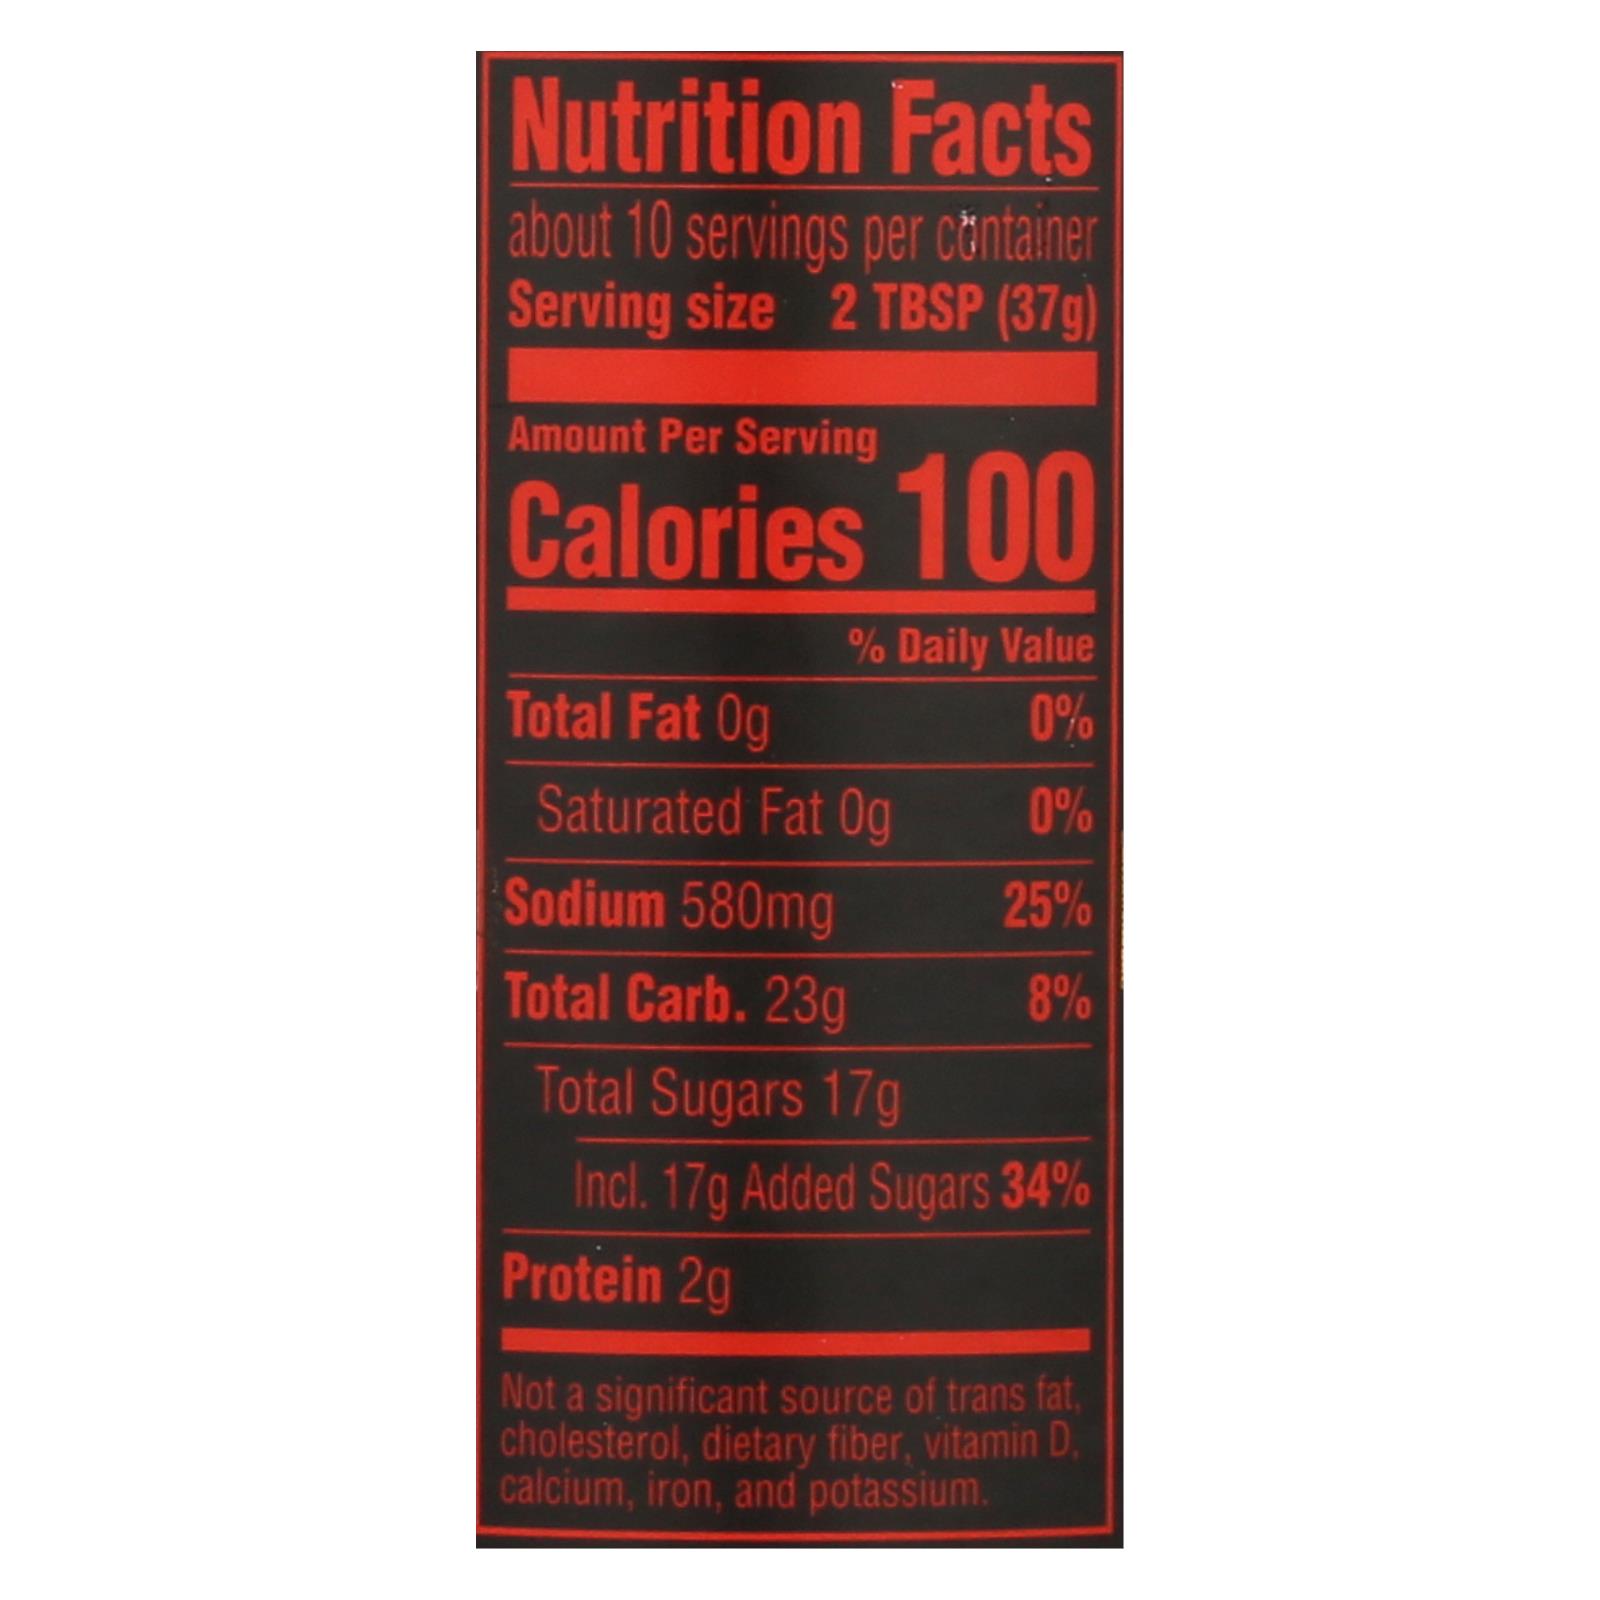 Nutrition Facts
about 10 servings per container
Serving size 2 TBSP (37g)
Amount Per Serving
Calories 100
% Daily Value
Total Fat 0g 0%
Saturated Fat 0g 0%
Sodium 580mg 25%
Total Carb. 23g 8%
Total Sugars 17g
Incl. 17g Added Sugars 34%
Protein 2g
Not a significant source of trans fat,
cholesterol, dietary fiber, vitamin D,
calcium, iron, and potassium.